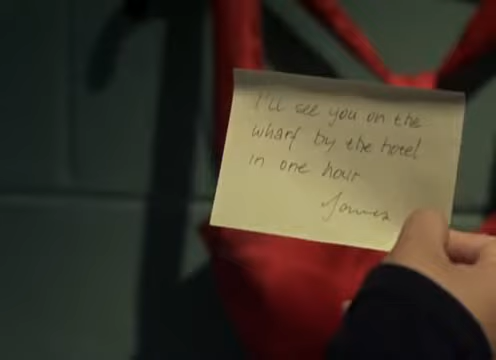 I'll see you on the
wharf by the hotel
in one hour
James